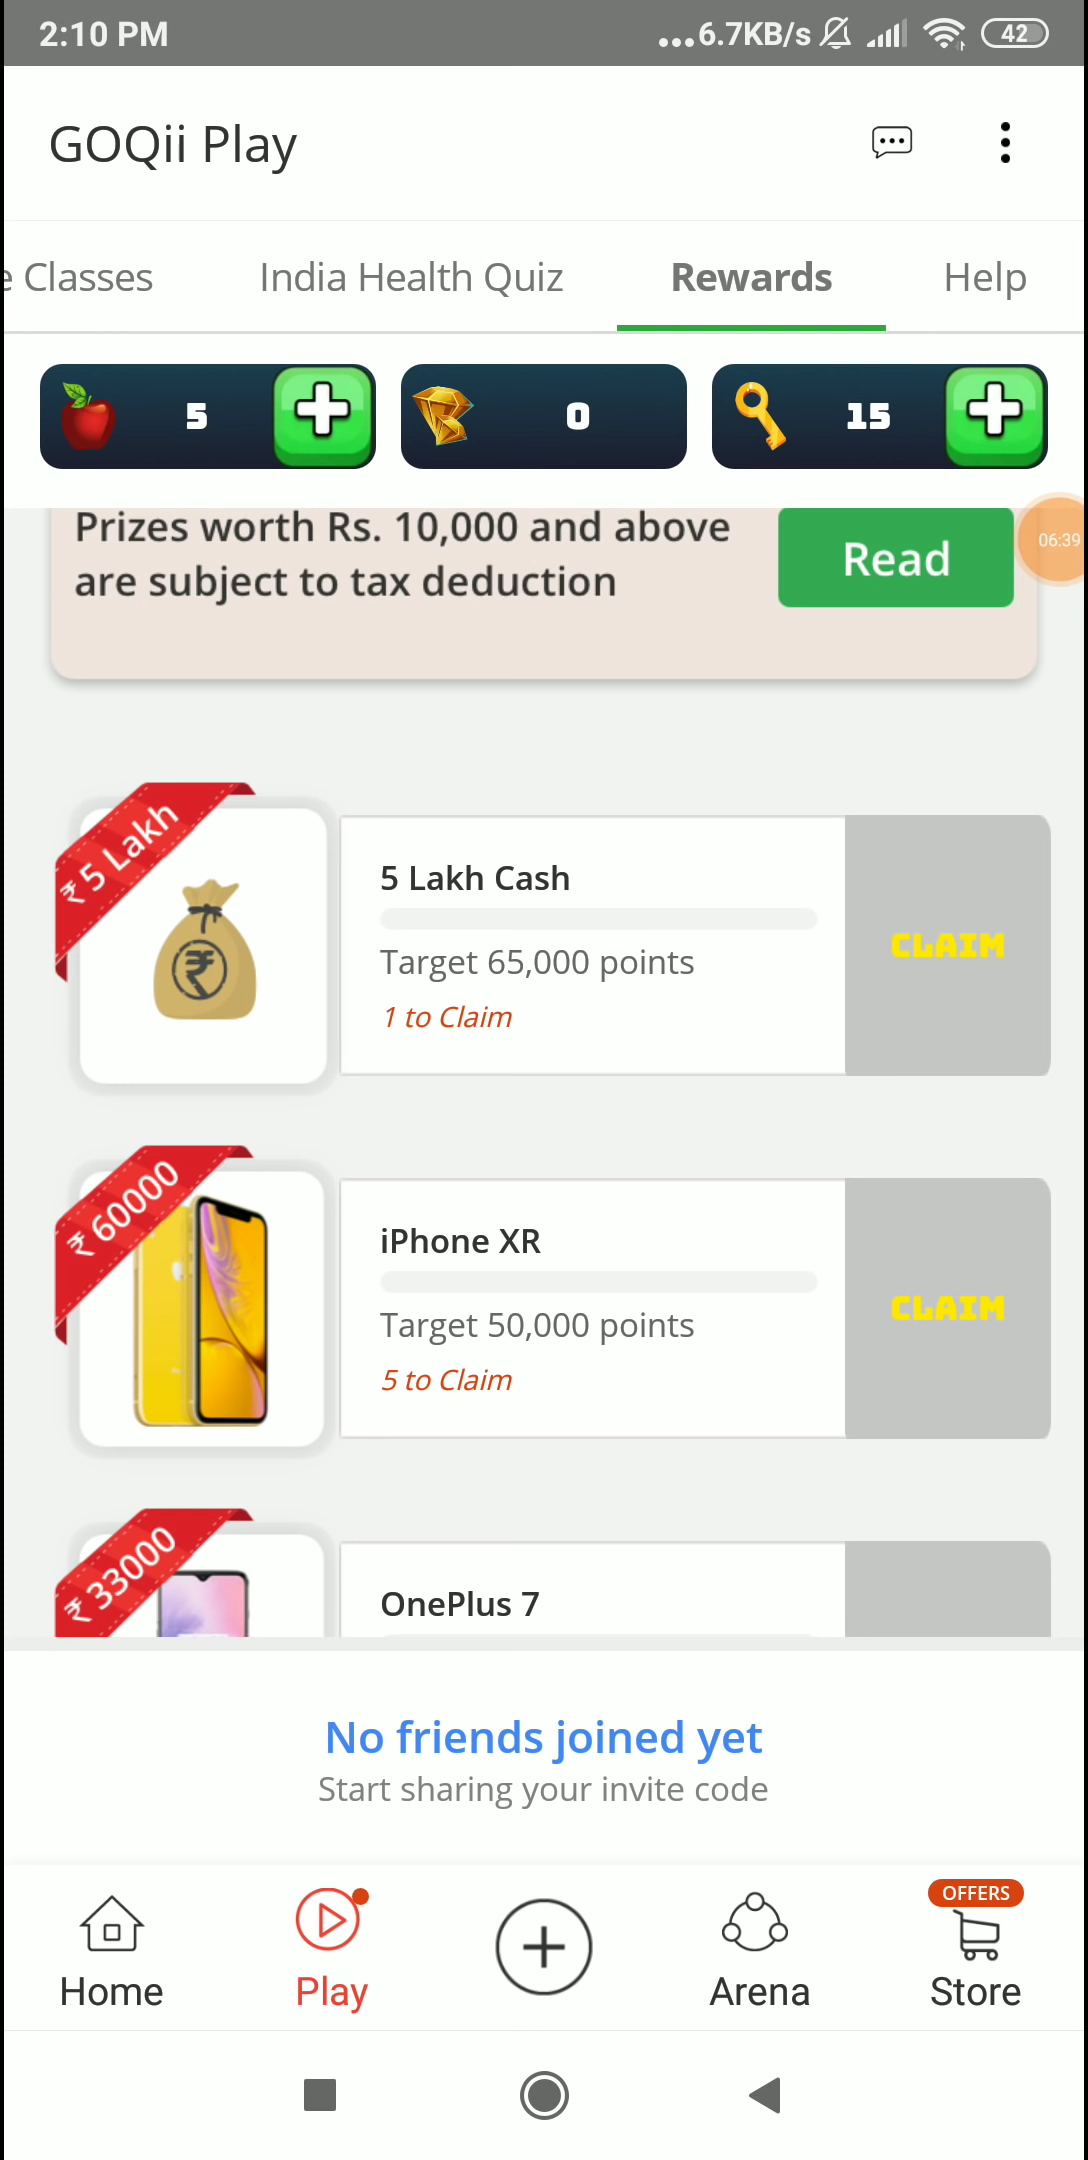 2:10 PM
...6.7KB/s
42
GOQii Play
e Classes
India Health Quiz
Rewards
Help
5
0
15
Prizes worth Rs. 10,000 and above
are subject to tax deduction
Read
06:39
₹ 5 Lakh
5 Lakh Cash
Target 65,000 points
1 to Claim
CLAIM
₹ 60000
iPhone XR
Target 50,000 points
5 to Claim
CLAIM
₹ 33000
OnePlus 7
No friends joined yet
Start sharing your invite code
OFFERS
Home
Play
Arena
Store